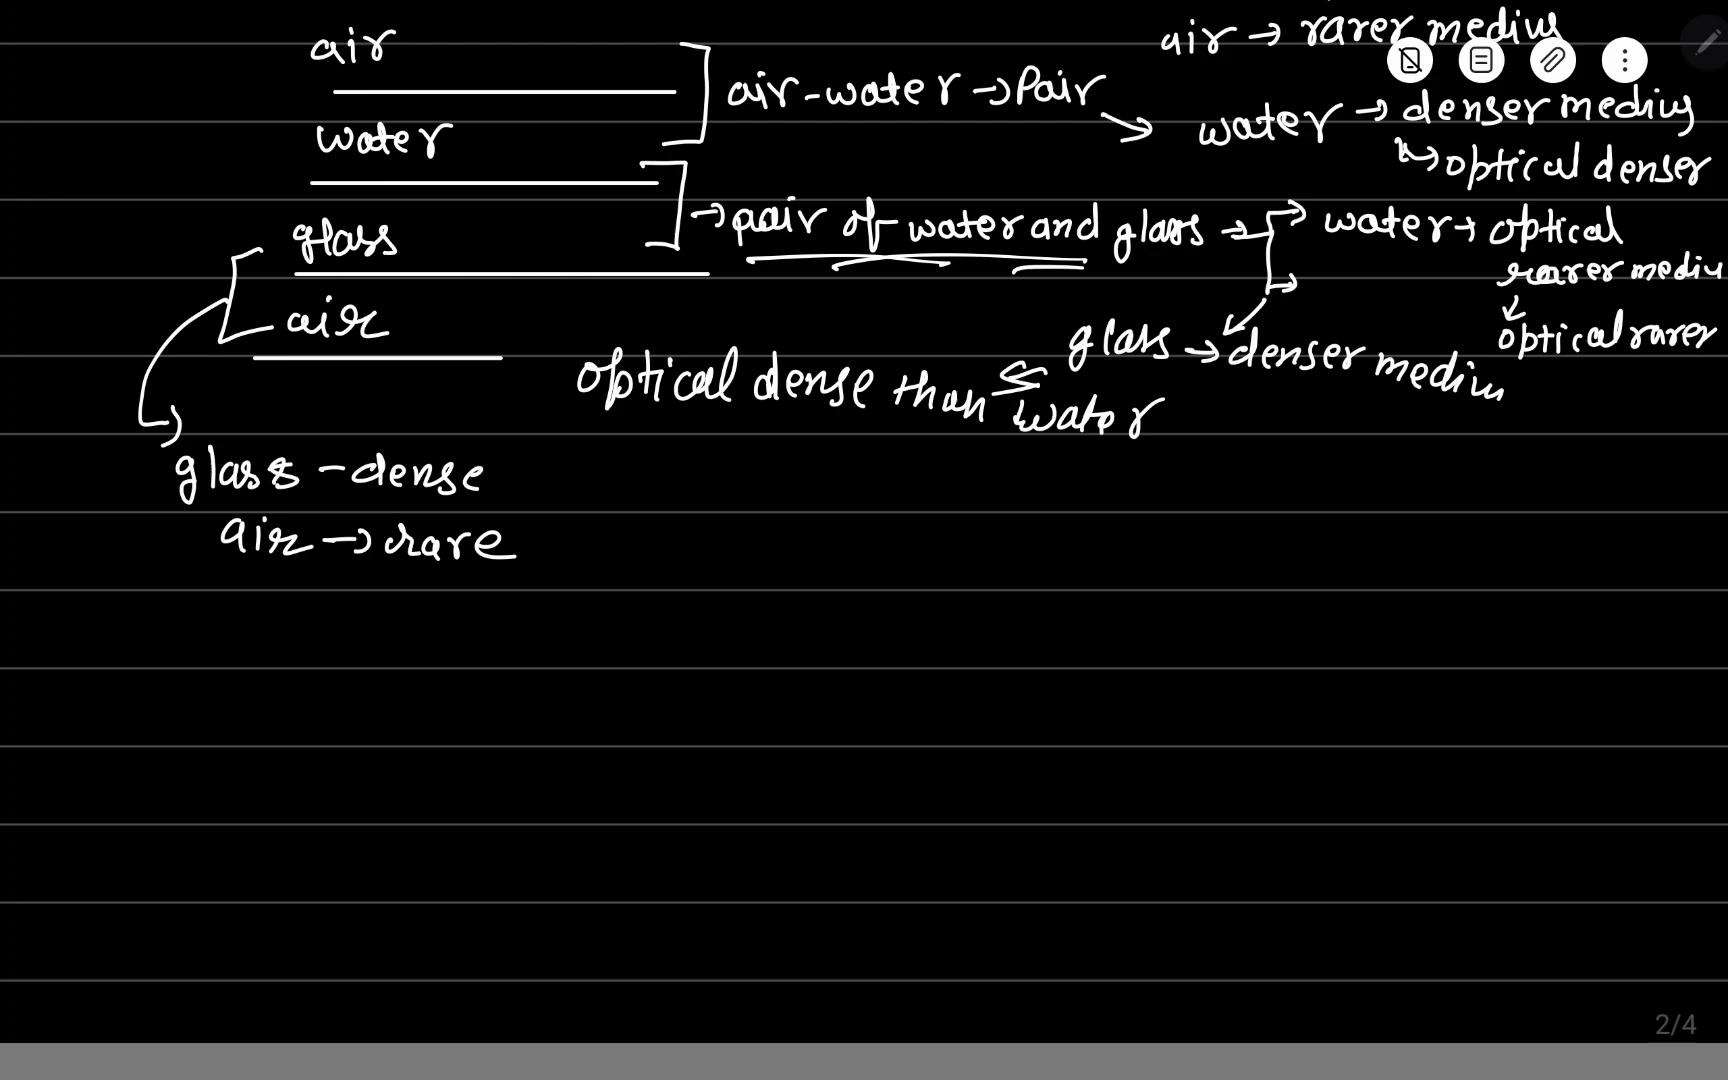 air
air → rarer medium
air-water → Pair
water
water → denser medium
→ optical denser
glass
→ pair of water and glass → water → optical
rarer medium
air
optical rarer
glass → denser medium
optical dense than water
glass - dense
air → rare
2/4